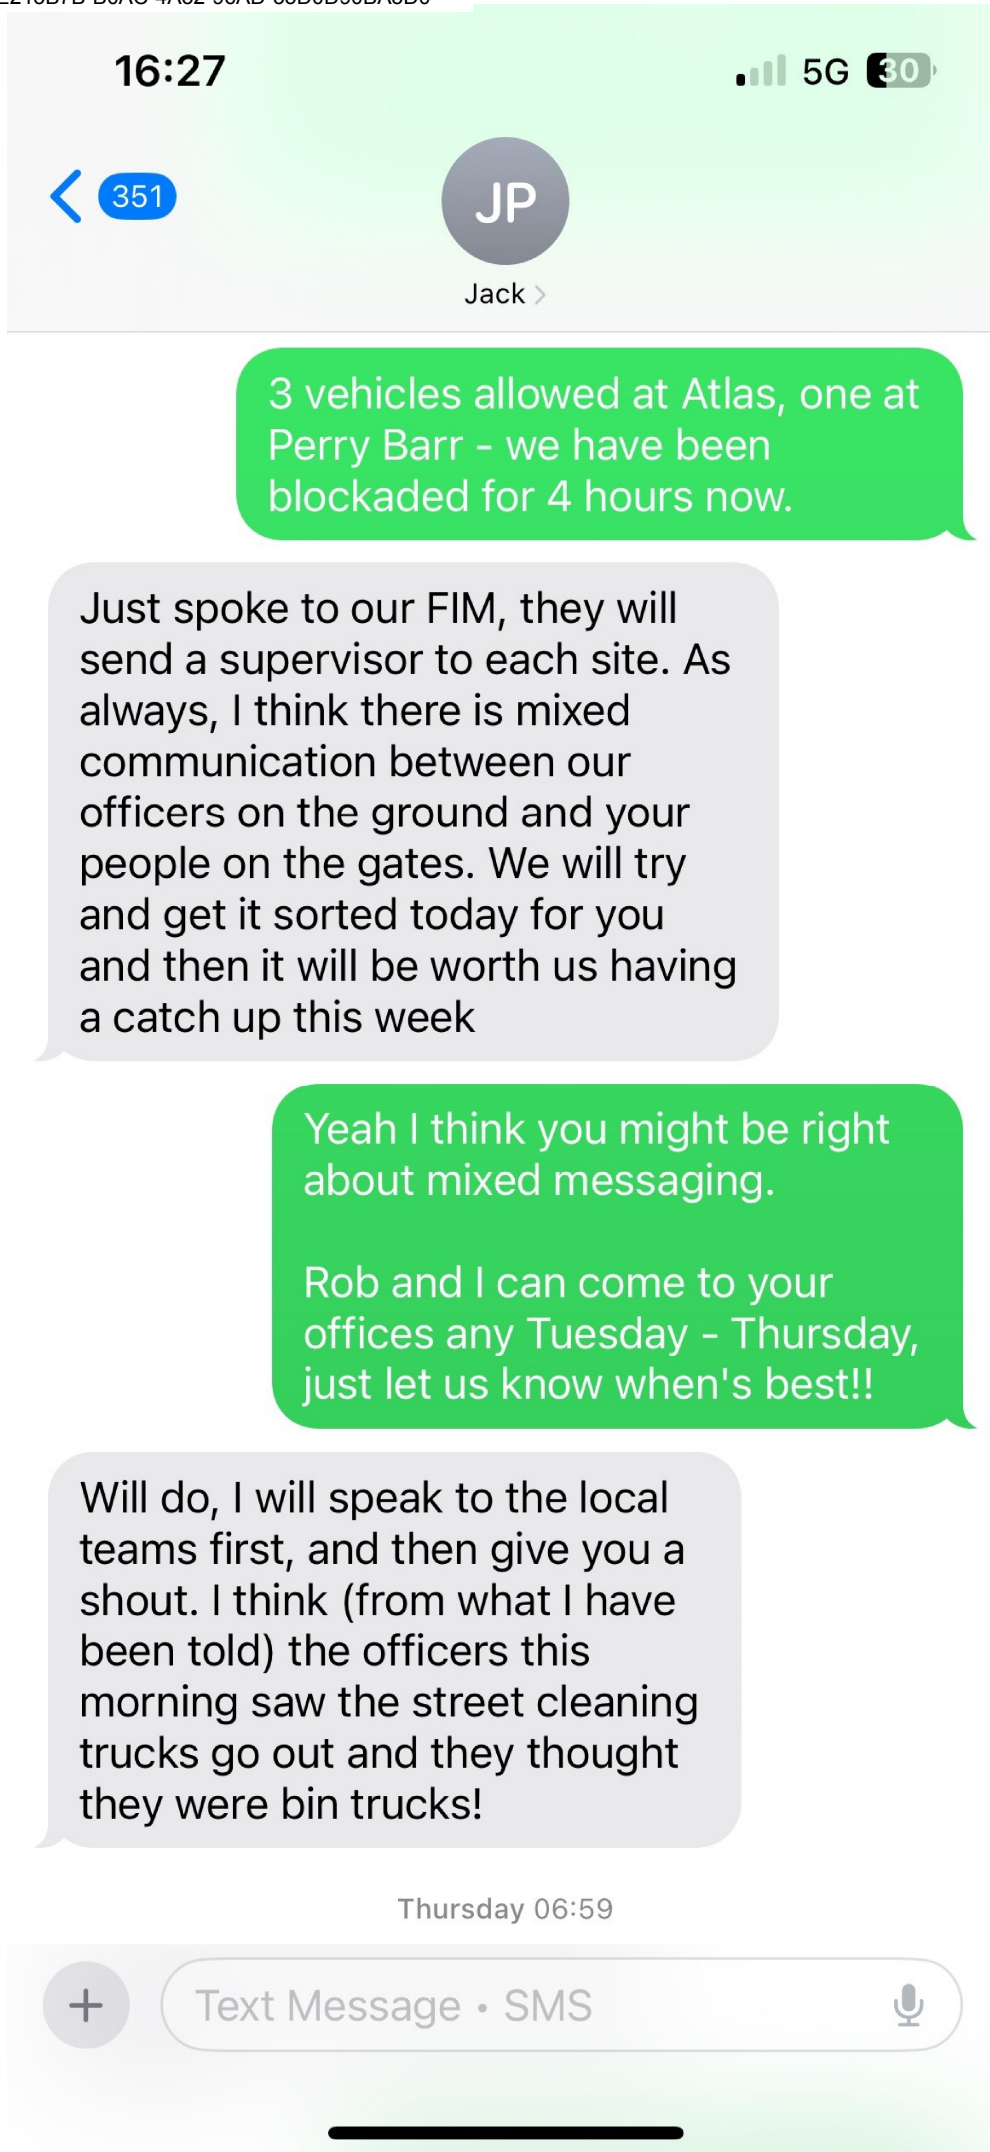 16:27
5G 30
351
JP
Jack
3 vehicles allowed at Atlas, one at
Perry Barr - we have been
blockaded for 4 hours now.
Just spoke to our FIM, they will
send a supervisor to each site. As
always, I think there is mixed
communication between our
officers on the ground and your
people on the gates. We will try
and get it sorted today for you
and then it will be worth us having
a catch up this week
Yeah I think you might be right
about mixed messaging.
Rob and I can come to your
offices any Tuesday - Thursday,
just let us know when's best!!
Will do, I will speak to the local
teams first, and then give you a
shout. I think (from what I have
been told) the officers this
morning saw the street cleaning
trucks go out and they thought
they were bin trucks!
Thursday 06:59
Text Message • SMS